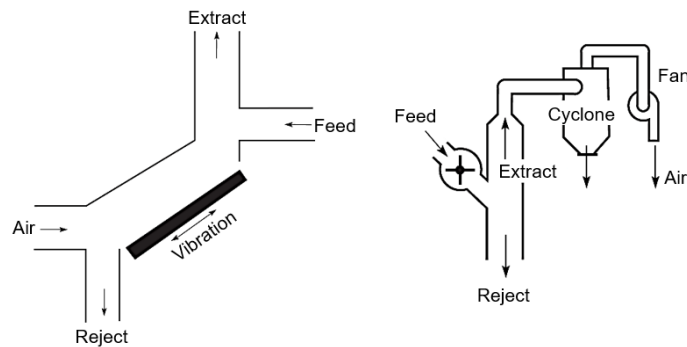 Extract
Feed
Air
Vibration
Reject
Fan
Feed
Cyclone
Extract
Air
Reject